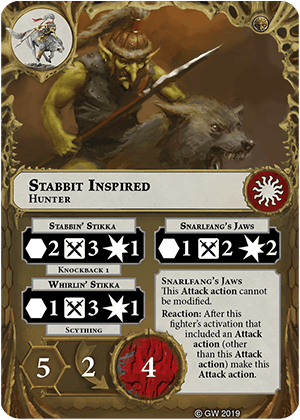 STABBIT INSPIRED
HUNTER
STABBIN' STIKKA
2 3 1
KNOCKBACK 1
SNARLFANG'S JAWS
1 2 2
WHIRLIN' STIKKA
1 3 1
SCYTHING
SNARLFANG'S JAWS
This Attack action cannot
be modified.
Reaction: After this
fighter's activation that
included an Attack
action (other
than this Attack
action) make this
Attack action.
5 2 4
© GW 2019